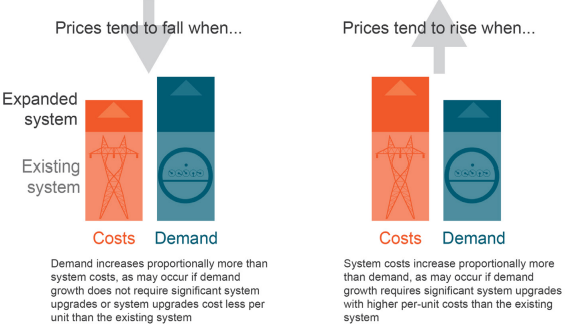 Prices tend to fall when...
Expanded
system
Existing
system
Costs
Demand
Demand increases proportionally more than
system costs, as may occur if demand
growth does not require significant system
upgrades or system upgrades cost less per
unit than the existing system
Prices tend to rise when...
Costs
Demand
System costs increase proportionally more
than demand, as may occur if demand
growth requires significant system upgrades
with higher per-unit costs than the existing
system